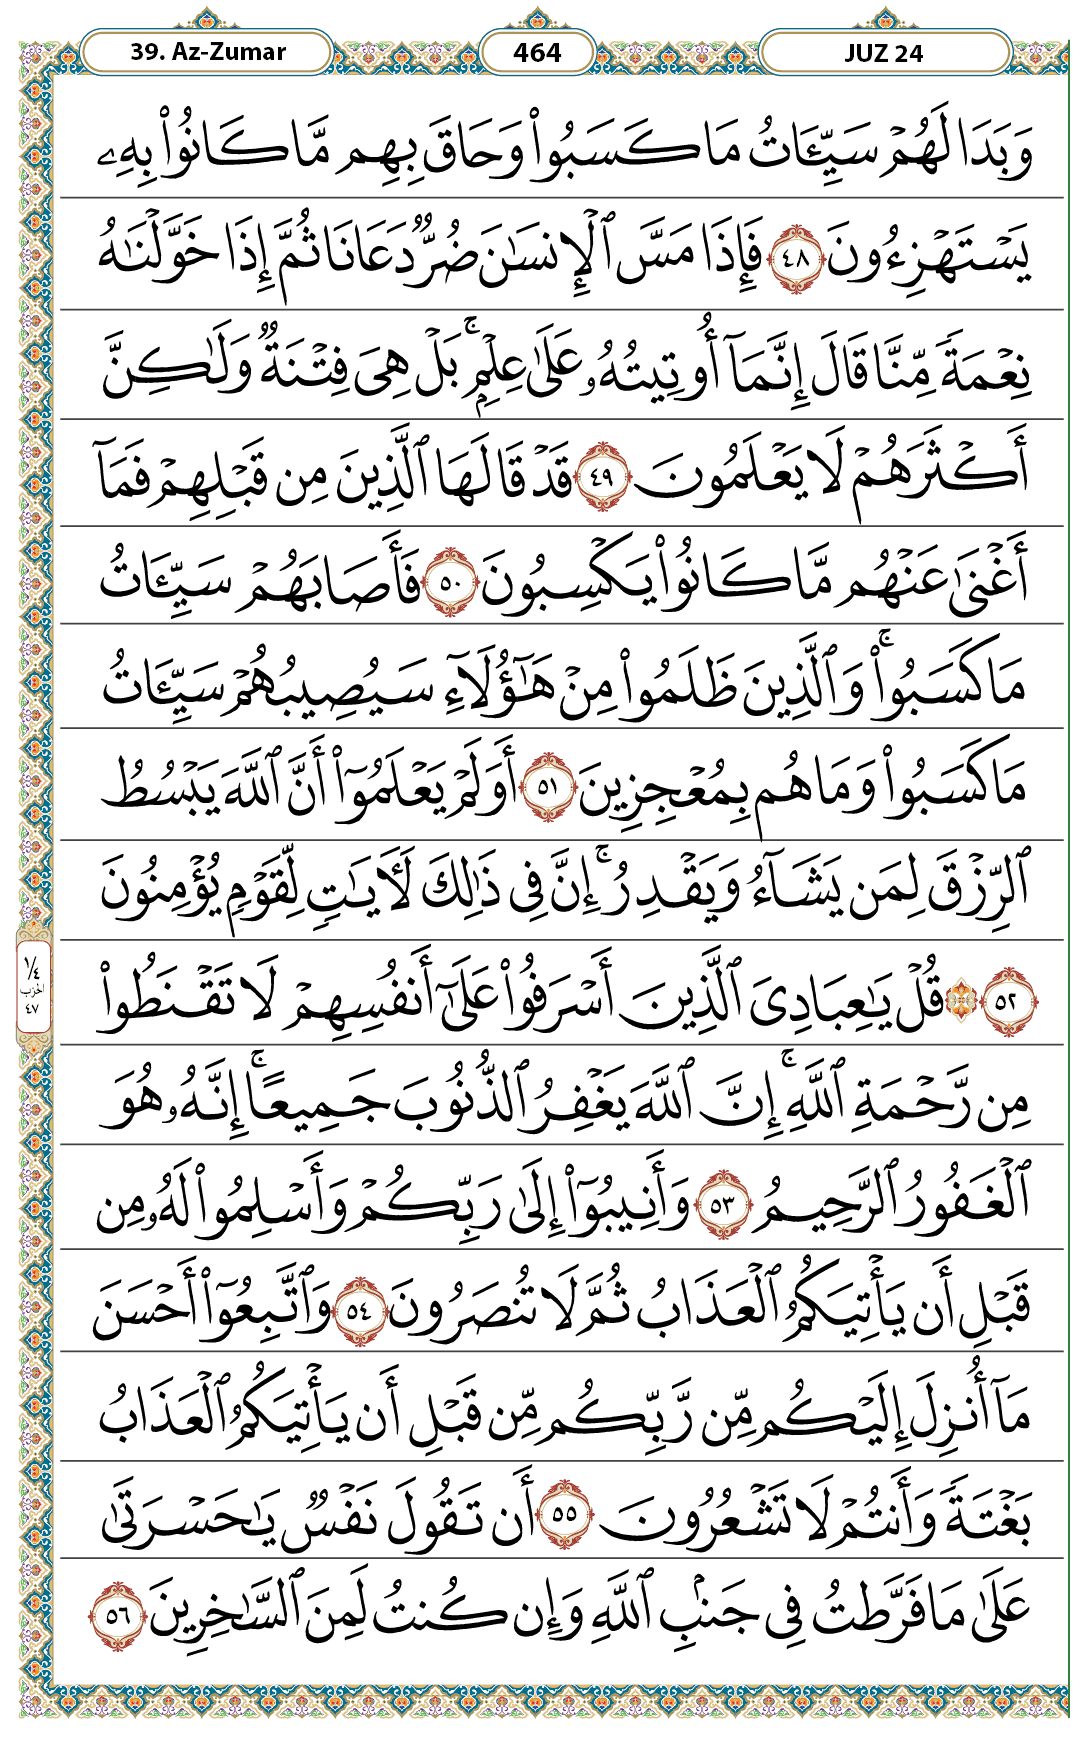 39. Az-Zumar
464
JUZ 24
وَبَدَا لَهُمْ سَيِّـَٔاتُ مَا كَسَبُوا۟ وَحَاقَ بِهِم مَّا كَانُوا۟ بِهِۦ
يَسْتَهْزِءُونَ ٤٨ فَإِذَا مَسَّ ٱلْإِنسَـٰنَ ضُرٌّ دَعَانَا ثُمَّ إِذَا خَوَّلْنَـٰهُ
نِعْمَةً مِّنَّا قَالَ إِنَّمَآ أُوتِيتُهُۥ عَلَىٰ عِلْمٍۭ ۚ بَلْ هِىَ فِتْنَةٌ وَلَـٰكِنَّ
أَكْثَرَهُمْ لَا يَعْلَمُونَ ٤٩ قَدْ قَالَهَا ٱلَّذِينَ مِن قَبْلِهِمْ فَمَآ
أَغْنَىٰ عَنْهُم مَّا كَانُوا۟ يَكْسِبُونَ ٥٠ فَأَصَابَهُمْ سَيِّـَٔاتُ
مَا كَسَبُوا۟ ۚ وَٱلَّذِينَ ظَلَمُوا۟ مِنْ هَـٰٓؤُلَآءِ سَيُصِيبُهُمْ سَيِّـَٔاتُ
مَا كَسَبُوا۟ وَمَا هُم بِمُعْجِزِينَ ٥١ أَوَلَمْ يَعْلَمُوٓا۟ أَنَّ ٱللَّهَ يَبْسُطُ
ٱلرِّزْقَ لِمَن يَشَآءُ وَيَقْدِرُ ۚ إِنَّ فِى ذَٰلِكَ لَـَٔايَـٰتٍ لِّقَوْمٍ يُؤْمِنُونَ
٥٢ ۞ قُلْ يَـٰعِبَادِىَ ٱلَّذِينَ أَسْرَفُوا۟ عَلَىٰٓ أَنفُسِهِمْ لَا تَقْنَطُوا۟
١/٤
الحزب
٤٧
مِن رَّحْمَةِ ٱللَّهِ ۚ إِنَّ ٱللَّهَ يَغْفِرُ ٱلذُّنُوبَ جَمِيعًا ۚ إِنَّهُۥ هُوَ
ٱلْغَفُورُ ٱلرَّحِيمُ ٥٣ وَأَنِيبُوٓا۟ إِلَىٰ رَبِّكُمْ وَأَسْلِمُوا۟ لَهُۥ مِن
قَبْلِ أَن يَأْتِيَكُمُ ٱلْعَذَابُ ثُمَّ لَا تُنصَرُونَ ٥٤ وَٱتَّبِعُوٓا۟ أَحْسَنَ
مَآ أُنزِلَ إِلَيْكُم مِّن رَّبِّكُم مِّن قَبْلِ أَن يَأْتِيَكُمُ ٱلْعَذَابُ
بَغْتَةً وَأَنتُمْ لَا تَشْعُرُونَ ٥٥ أَن تَقُولَ نَفْسٌ يَـٰحَسْرَتَىٰ
عَلَىٰ مَا فَرَّطتُ فِى جَنۢبِ ٱللَّهِ وَإِن كُنتُ لَمِنَ ٱلسَّـٰخِرِينَ ٥٦